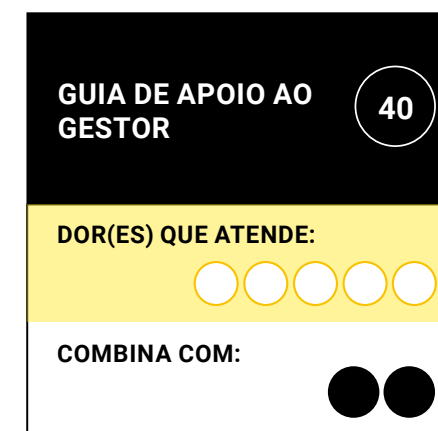 GUIA DE APOIO AO
GESTOR
40
DOR(ES) QUE ATENDE:
COMBINA COM: